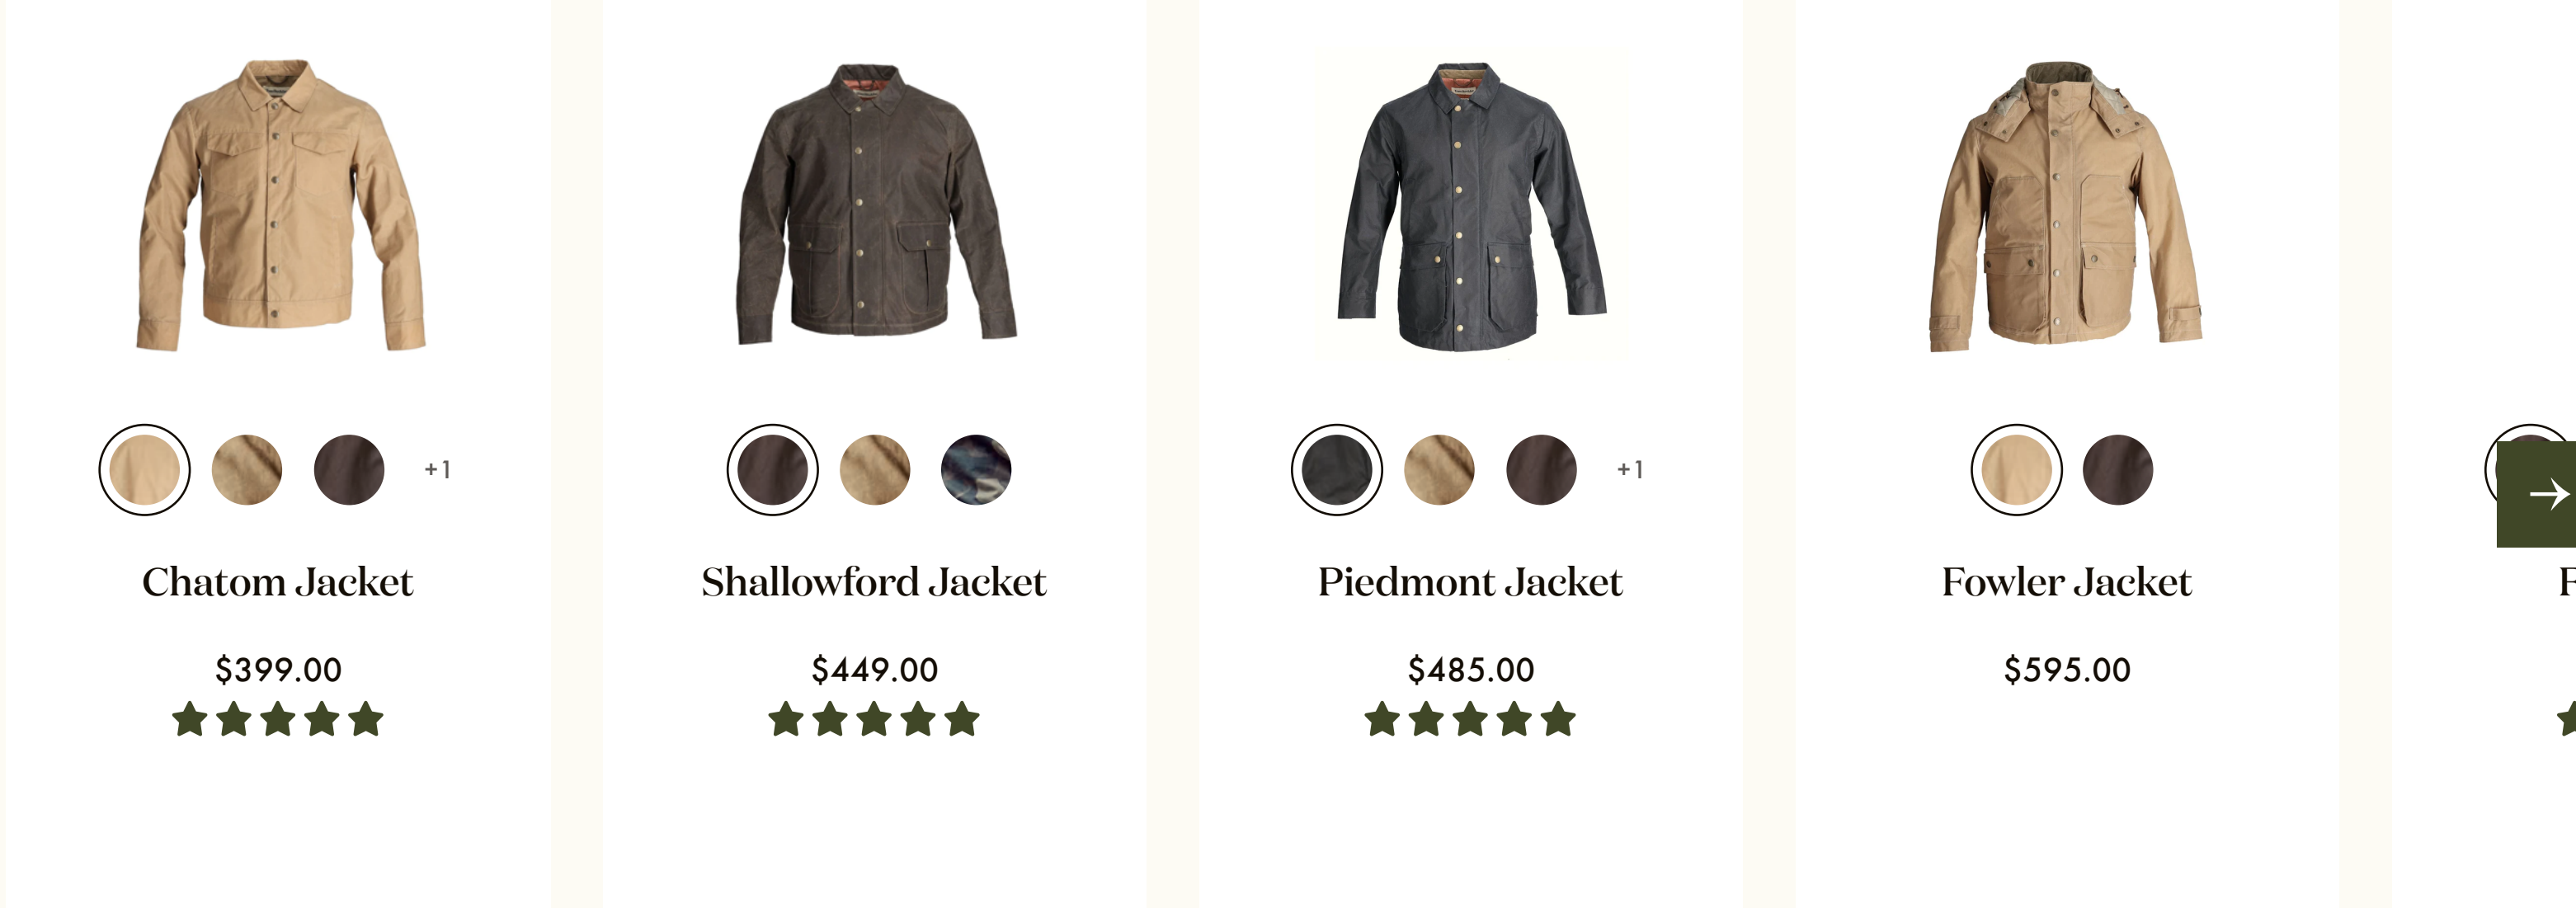 +1
+1
Chatom Jacket
Shallowford Jacket
Piedmont Jacket
Fowler Jacket
F
$399.00
$449.00
$485.00
$595.00